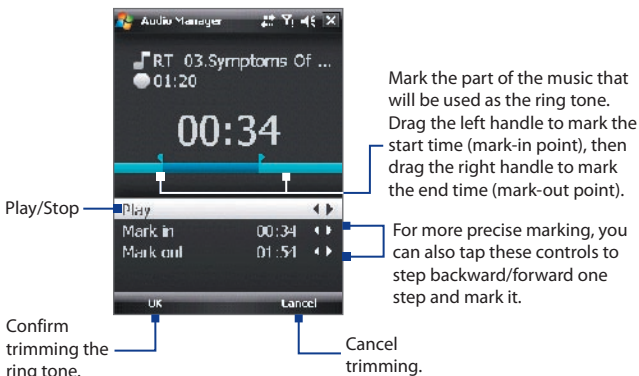 Audio Manager
RT 03.Symptoms Of ...
01:20
00:34
Play
Mark in 00:34
Mark out 01:54
OK Cancel
Mark the part of the music that
will be used as the ring tone.
Drag the left handle to mark the
start time (mark-in point), then
drag the right handle to mark
the end time (mark-out point).
Play/Stop
For more precise marking, you
can also tap these controls to
step backward/forward one
step and mark it.
Confirm
trimming the
ring tone.
Cancel
trimming.